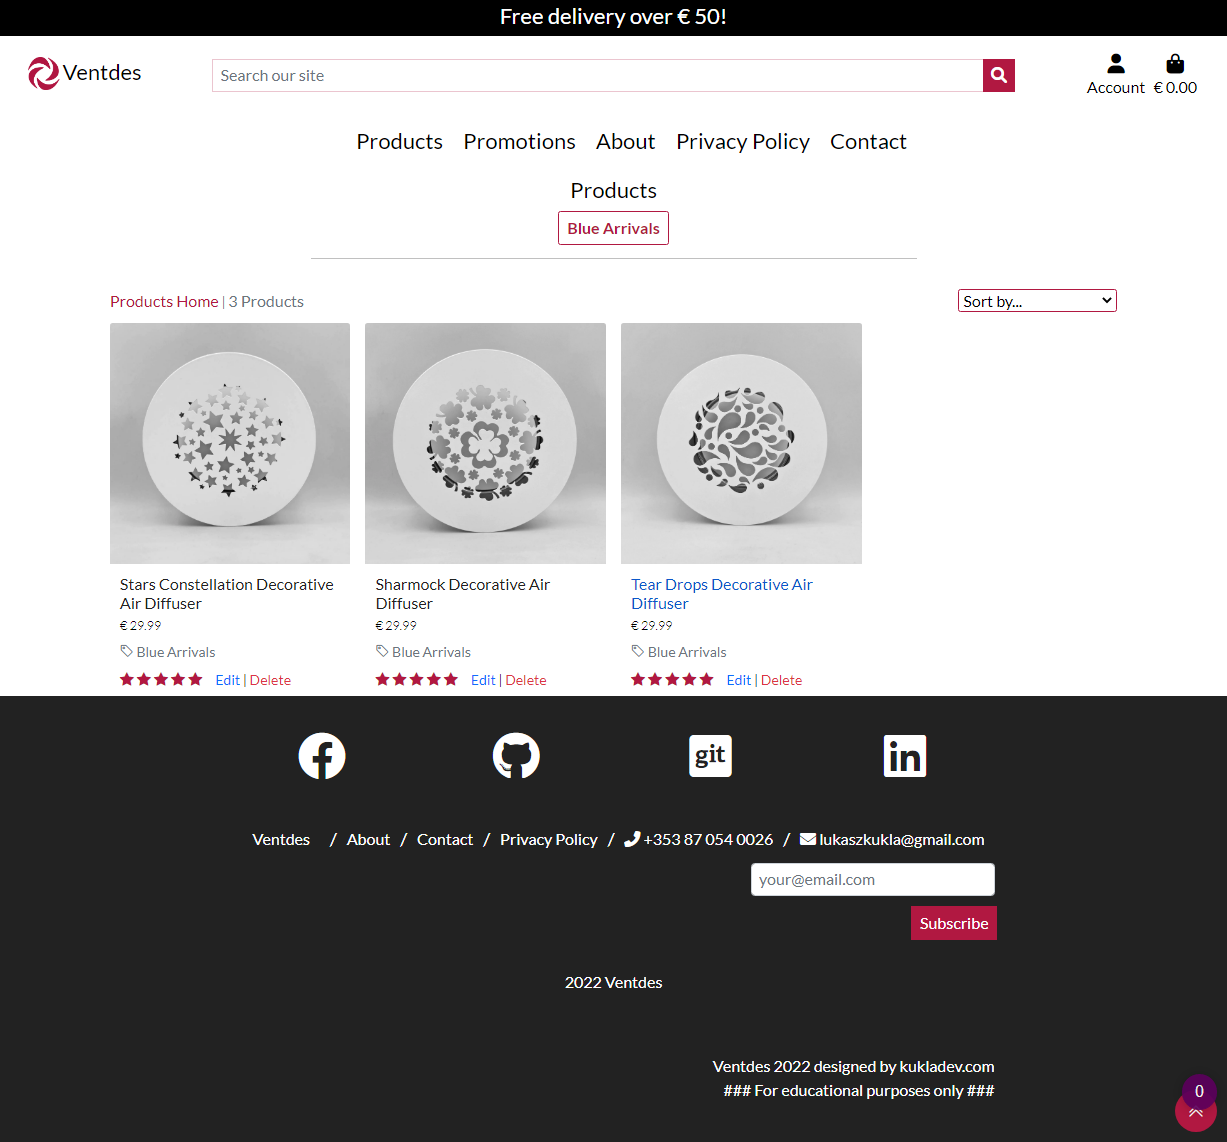 Free delivery over € 50!
Ventdes
Search our site
Account
€ 0.00
Products
Promotions
About
Privacy Policy
Contact
Products
Blue Arrivals
Products Home | 3 Products
Sort by...
Stars Constellation Decorative
Air Diffuser
€ 29.99
Blue Arrivals
Edit | Delete
Sharmock Decorative Air
Diffuser
€ 29.99
Blue Arrivals
Edit | Delete
Tear Drops Decorative Air
Diffuser
€ 29.99
Blue Arrivals
Edit | Delete
git
in
Ventdes / About / Contact / Privacy Policy / +353 87 054 0026 / lukaszkukla@gmail.com
your@email.com
Subscribe
2022 Ventdes
Ventdes 2022 designed by kukladev.com
### For educational purposes only ###
0